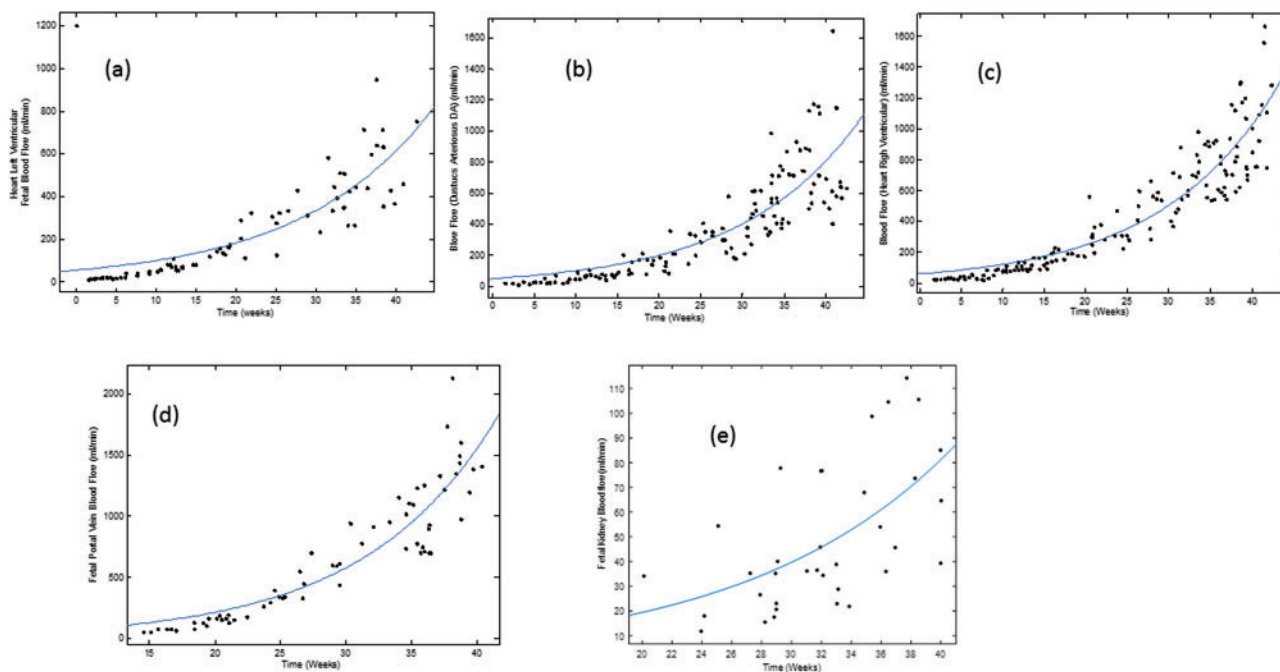 (a)
Heart Left Ventricular
Fetal Blood Flow (ml/min)
1200
1000
800
600
400
200
0
0 5 10 15 20 25 30 35 40
Time (weeks)
(b)
Flow (Dustucs Arteriosus DA) (ml/min)
1600
1400
1200
1000
800
600
400
200
0
0 5 10 15 20 25 30 35 40
Time (Weeks)
(c)
Blood Flow (Heart Righ Ventricular) (ml/min)
1600
1400
1200
1000
800
600
400
200
0
0 5 10 15 20 25 30 35 40
Time (Weeks)
(d)
Fetal Portal Vein Blood Flow (ml/min)
2000
1500
1000
500
0
15 20 25 30 35 40
Time (Weeks)
(e)
Fetal Kidney Blood flow (ml/min)
110
100
90
80
70
60
50
40
30
20
10
20 22 24 26 28 30 32 34 36 38 40
Time (Weeks)